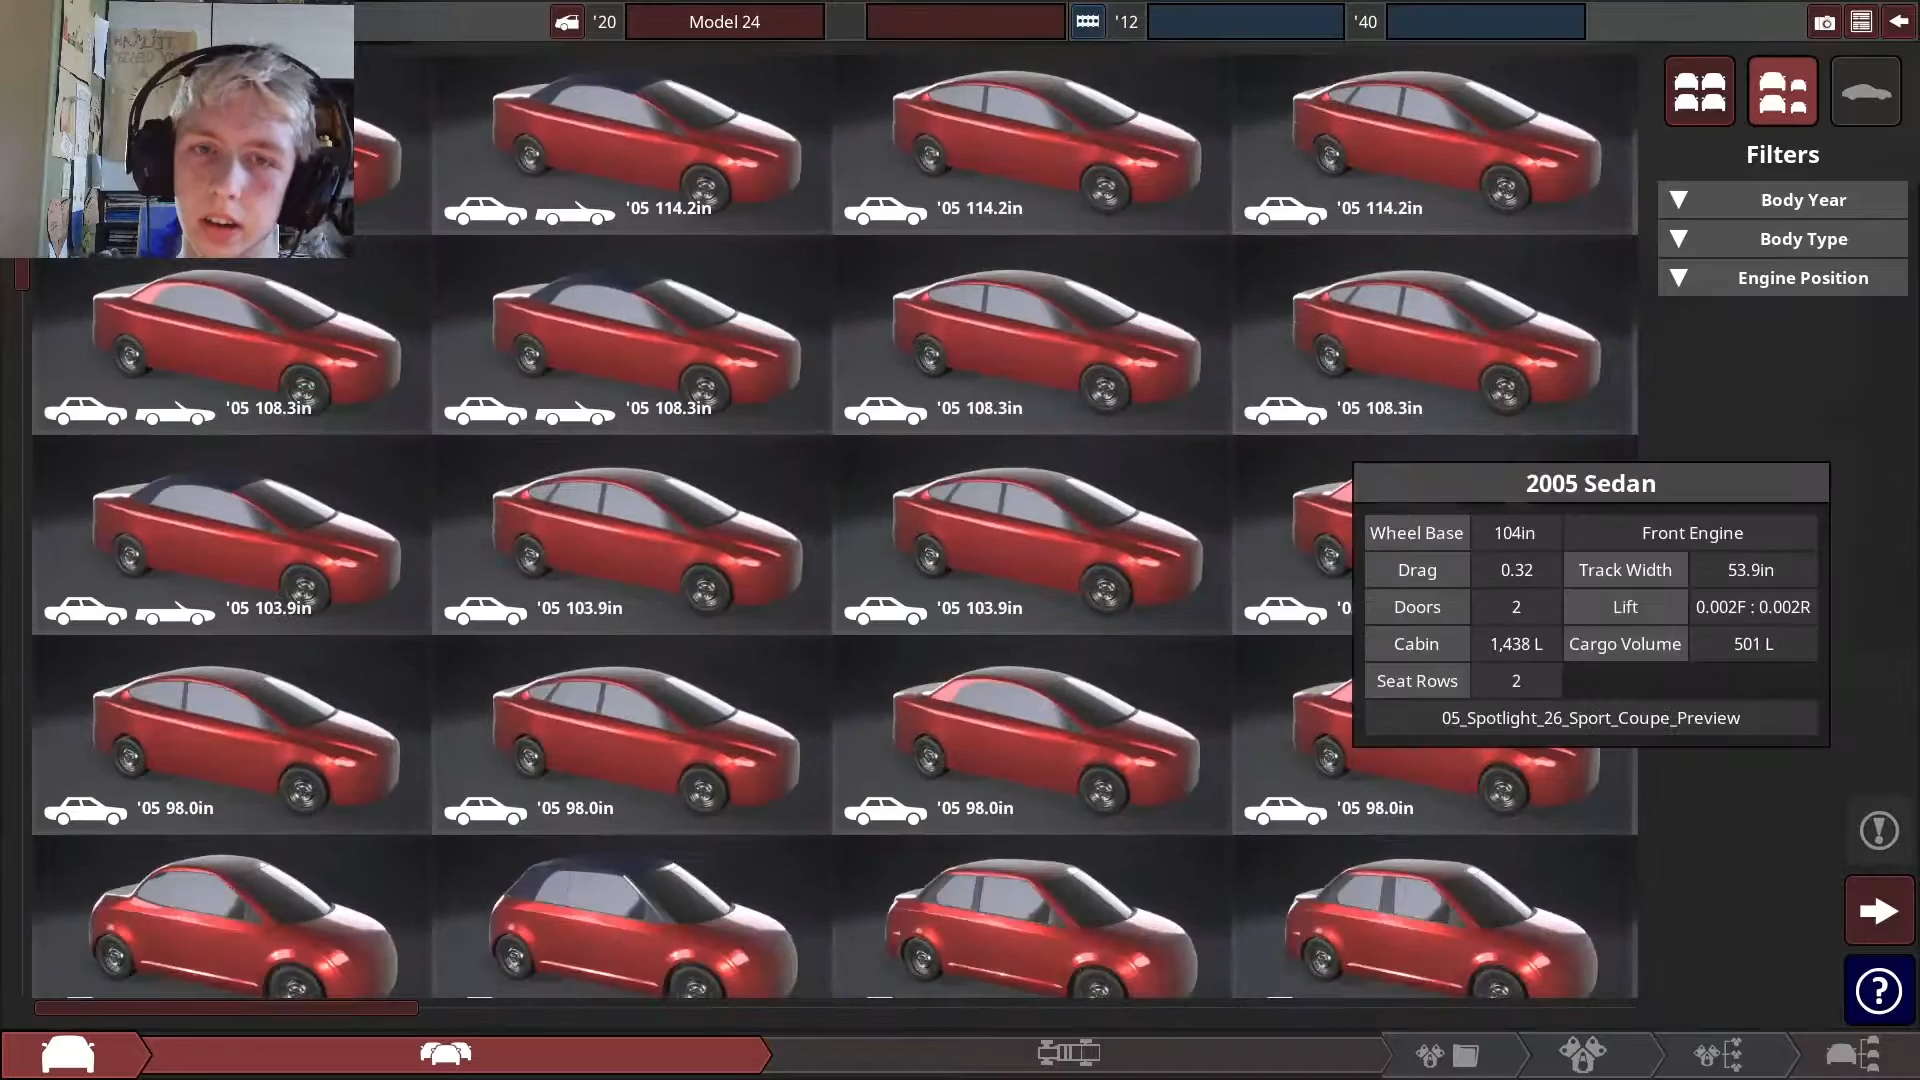 '20
Model 24
'12
'40
Filters
Body Year
Body Type
Engine Position
'05 114.2in
'05 114.2in
'05 114.2in
'05 108.3in
'05 108.3in
'05 108.3in
'05 108.3in
'05 103.9in
'05 103.9in
'05 103.9in
'0
2005 Sedan
Wheel Base 104in Front Engine
Drag 0.32 Track Width 53.9in
Doors 2 Lift 0.002F : 0.002R
Cabin 1,438 L Cargo Volume 501 L
Seat Rows 2
05_Spotlight_26_Sport_Coupe_Preview
'05 98.0in
'05 98.0in
'05 98.0in
'05 98.0in
?